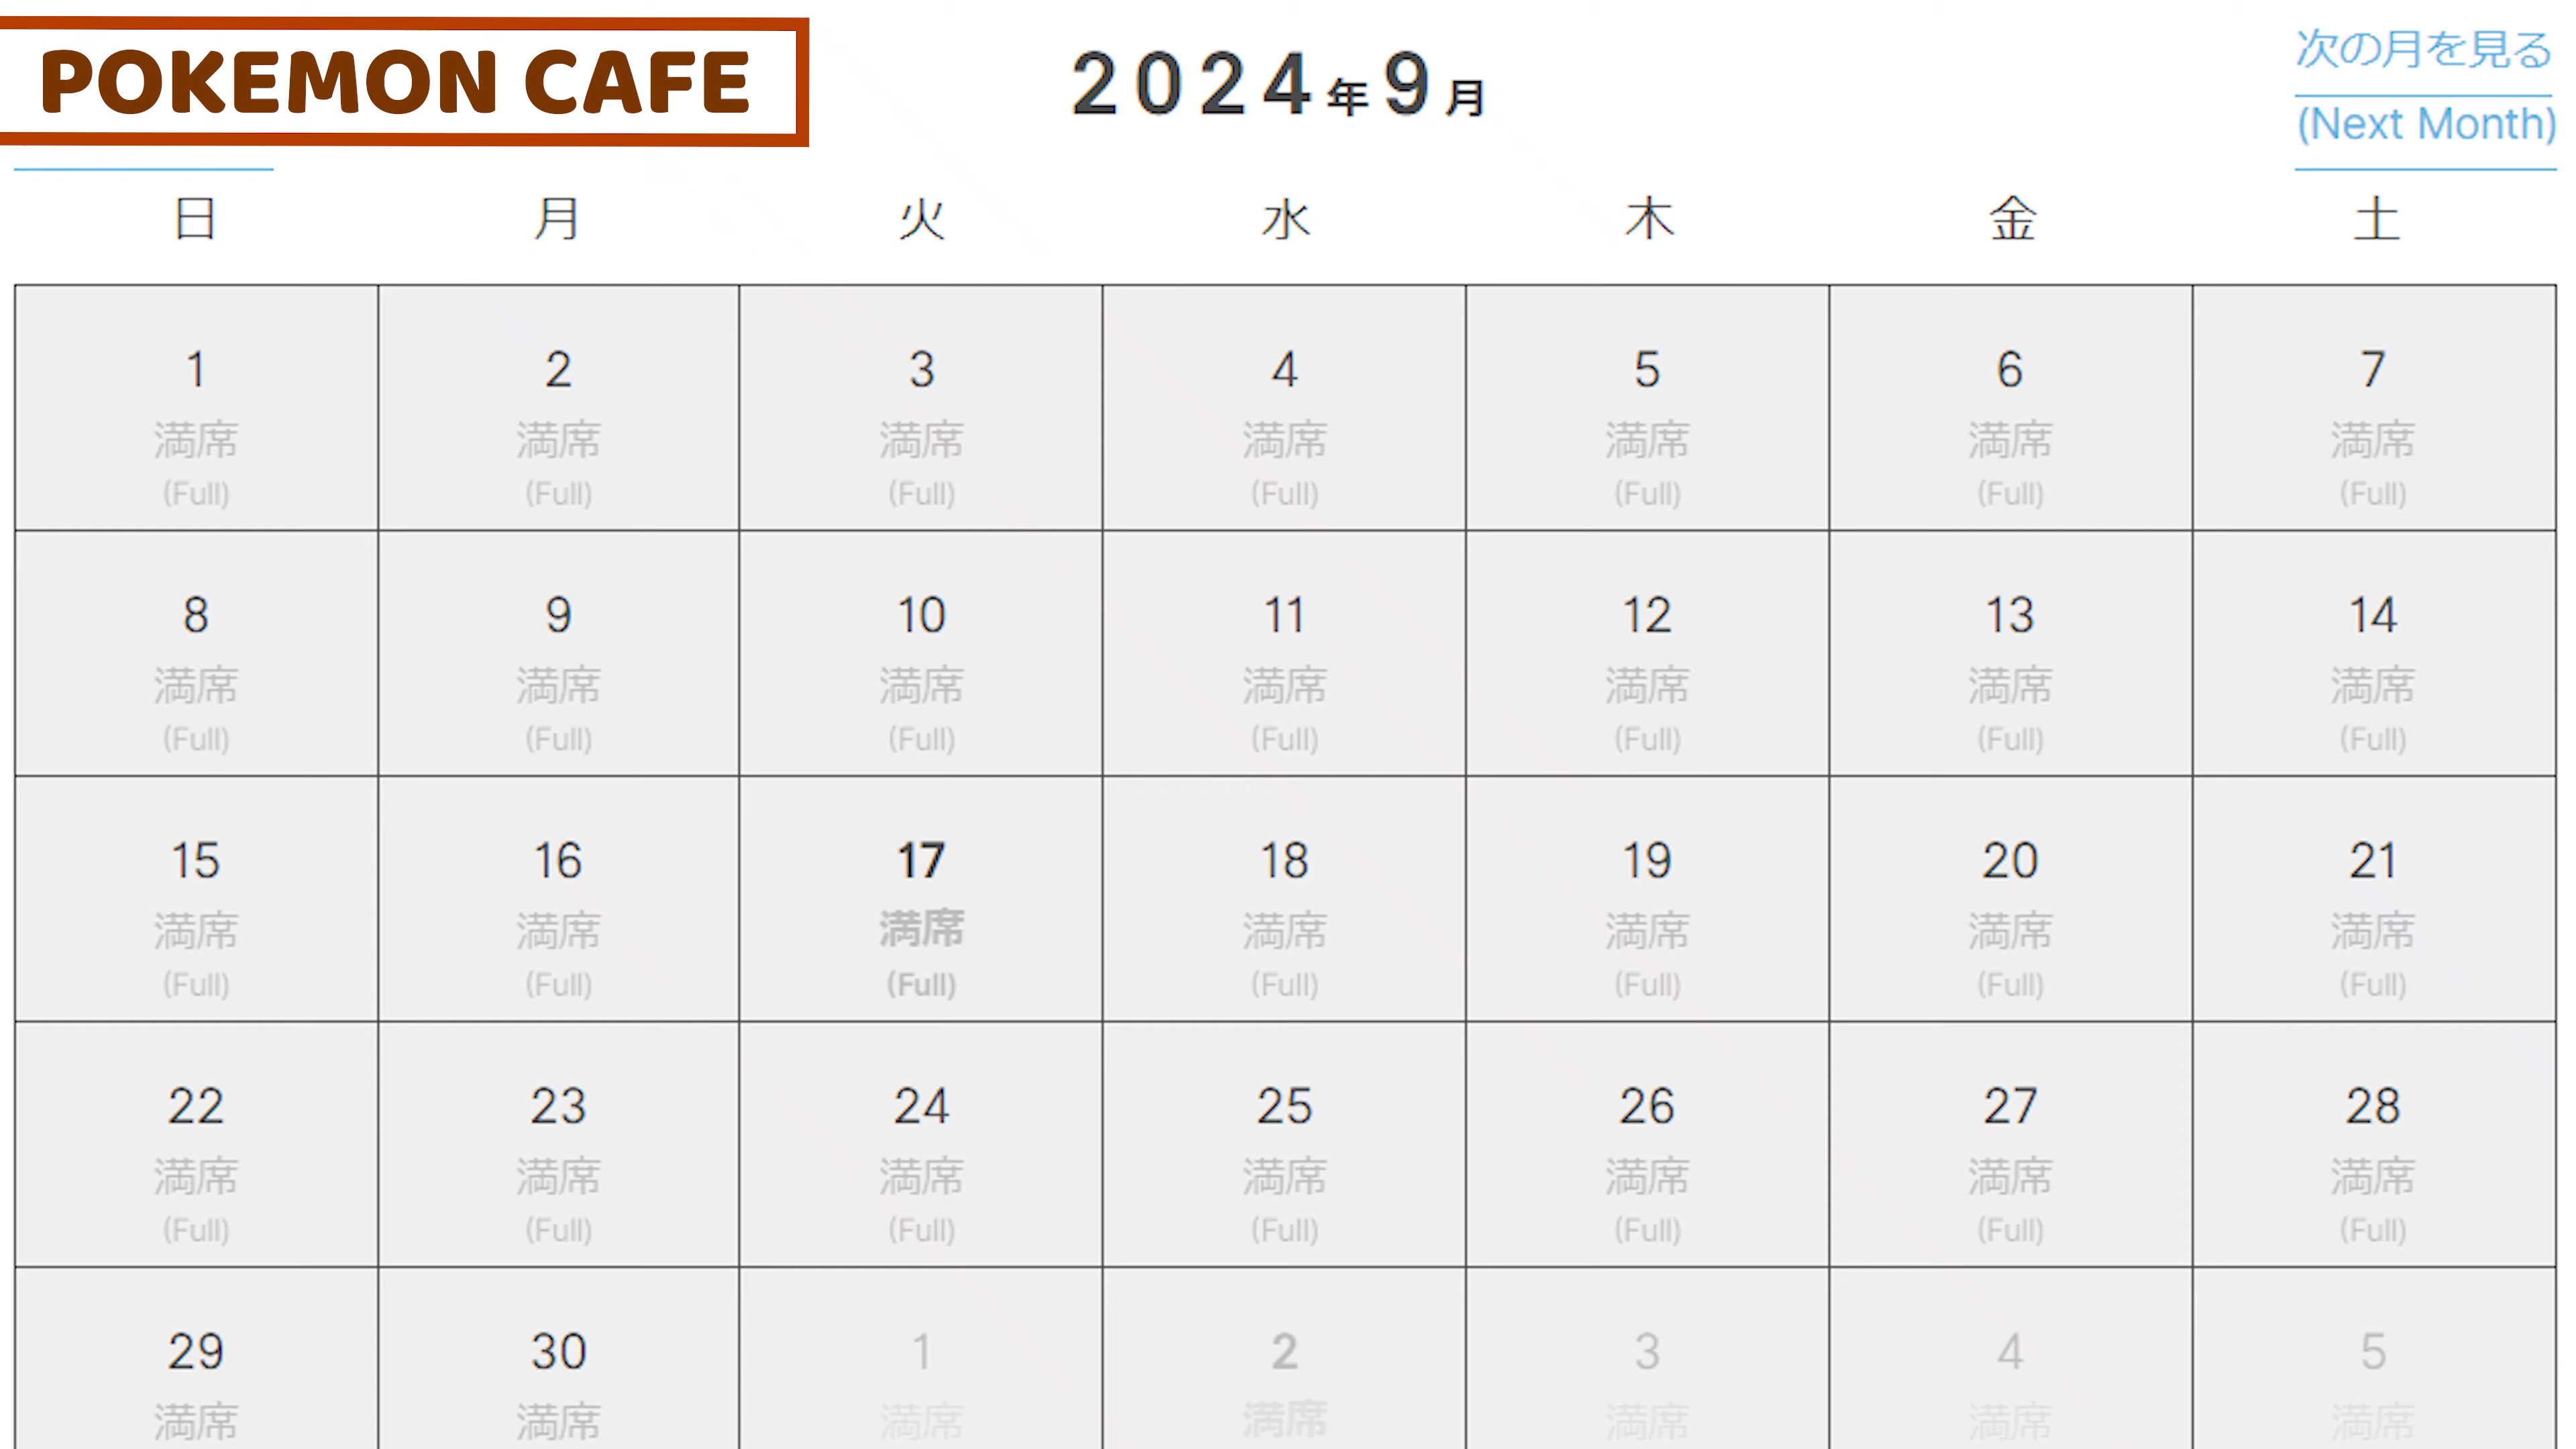 POKEMON CAFE
2024年9月
次の月を見る
(Next Month)
日 月 火 水 木 金 土
1 2 3 4 5 6 7
満席 満席 満席 満席 満席 満席 満席
(Full) (Full) (Full) (Full) (Full) (Full) (Full)
8 9 10 11 12 13 14
満席 満席 満席 満席 満席 満席 満席
(Full) (Full) (Full) (Full) (Full) (Full) (Full)
15 16 17 18 19 20 21
満席 満席 満席 満席 満席 満席 満席
(Full) (Full) (Full) (Full) (Full) (Full) (Full)
22 23 24 25 26 27 28
満席 満席 満席 満席 満席 満席 満席
(Full) (Full) (Full) (Full) (Full) (Full) (Full)
29 30 1 2 3 4 5
満席 満席 満席 満席 満席 満席 満席